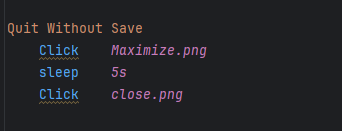 Quit Without Save
Click Maximize.png
sleep 5s
Click close.png